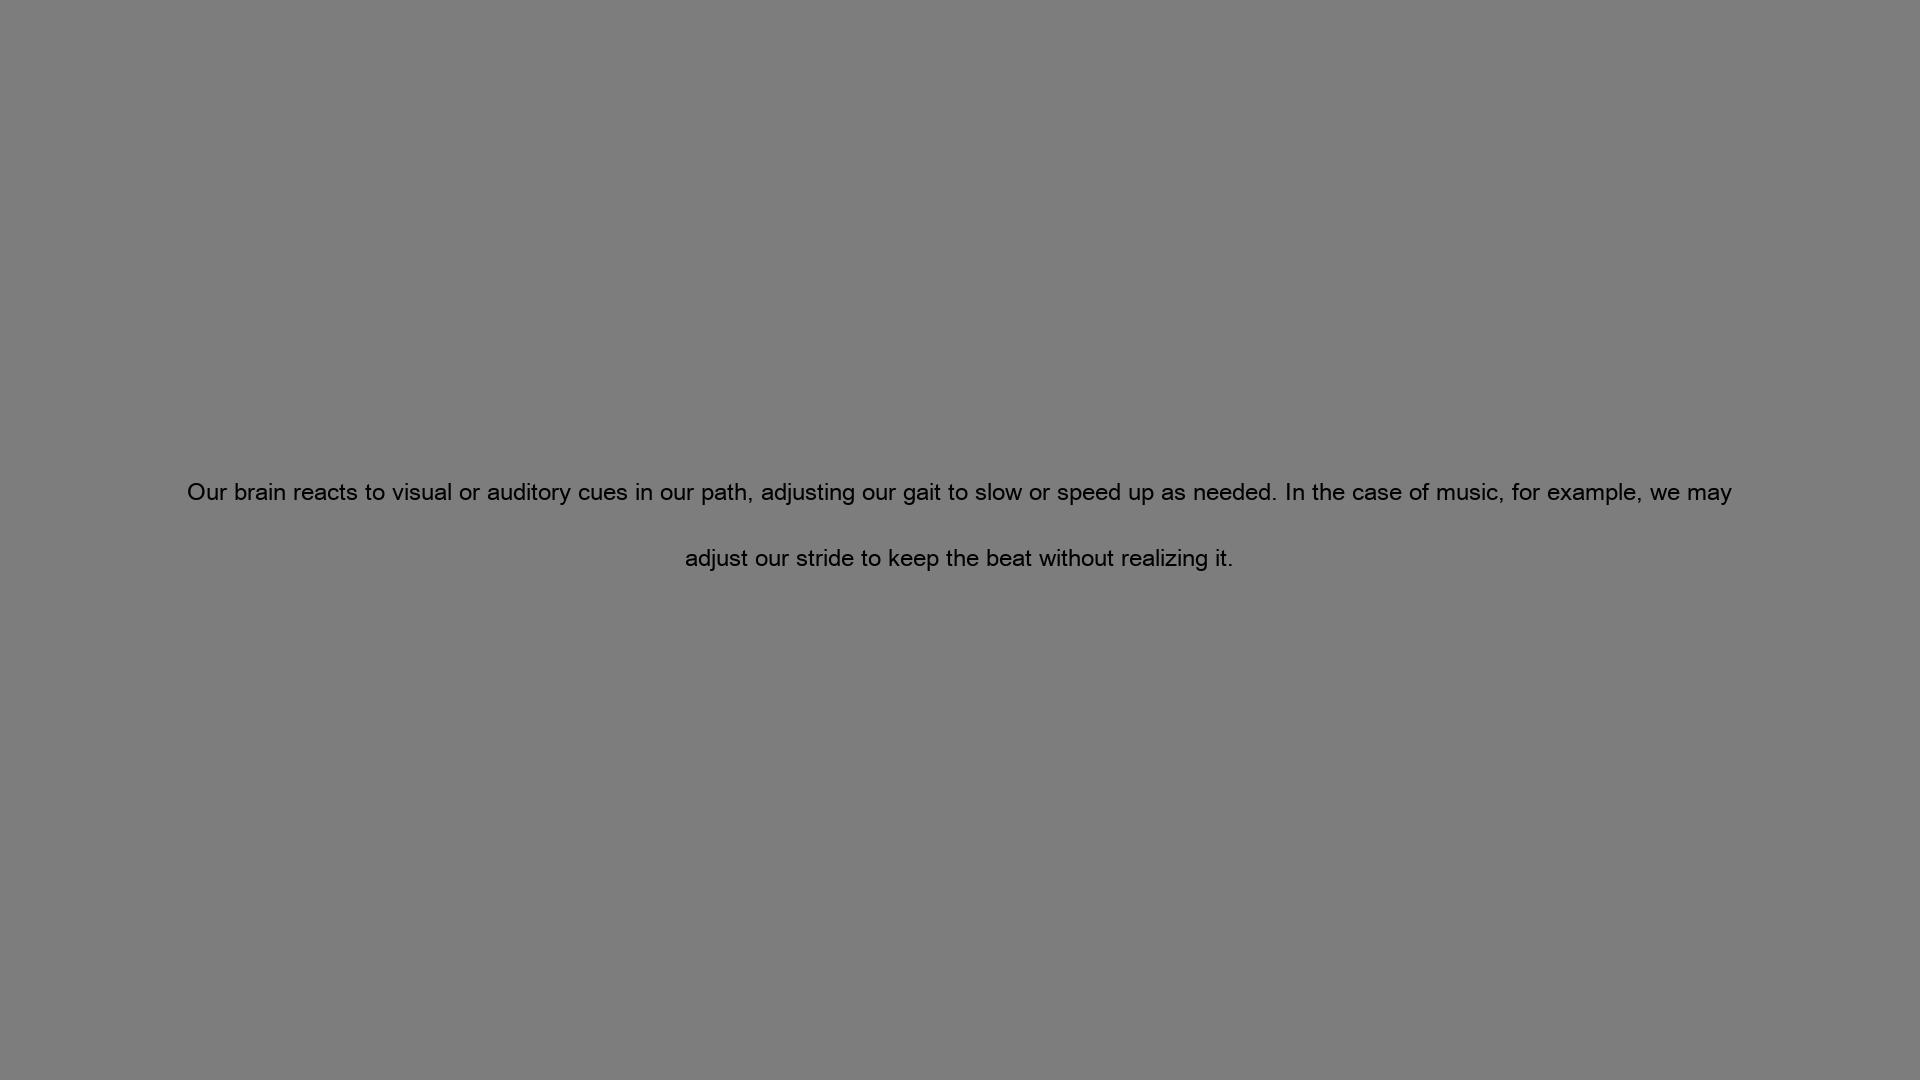 Our brain reacts to visual or auditory cues in our path, adjusting our gait to slow or speed up as needed. In the case of music, for example, we may
adjust our stride to keep the beat without realizing it.